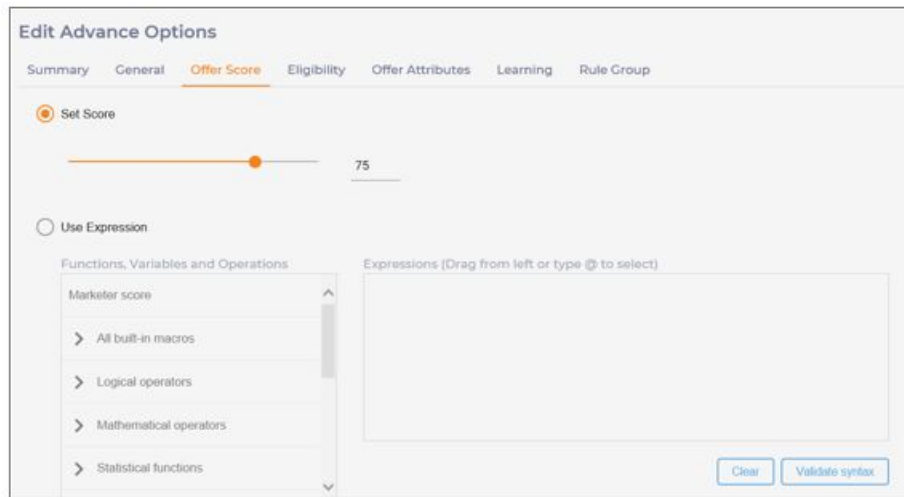 Edit Advance Options
Summary General Offer Score Eligibility Offer Attributes Learning Rule Group
Set Score
75
Use Expression
Functions, Variables and Operations
Expressions (Drag from left or type @ to select)
Marketer score
All built-in macros
Logical operators
Mathematical operators
Statistical functions
Clear Validate syntax